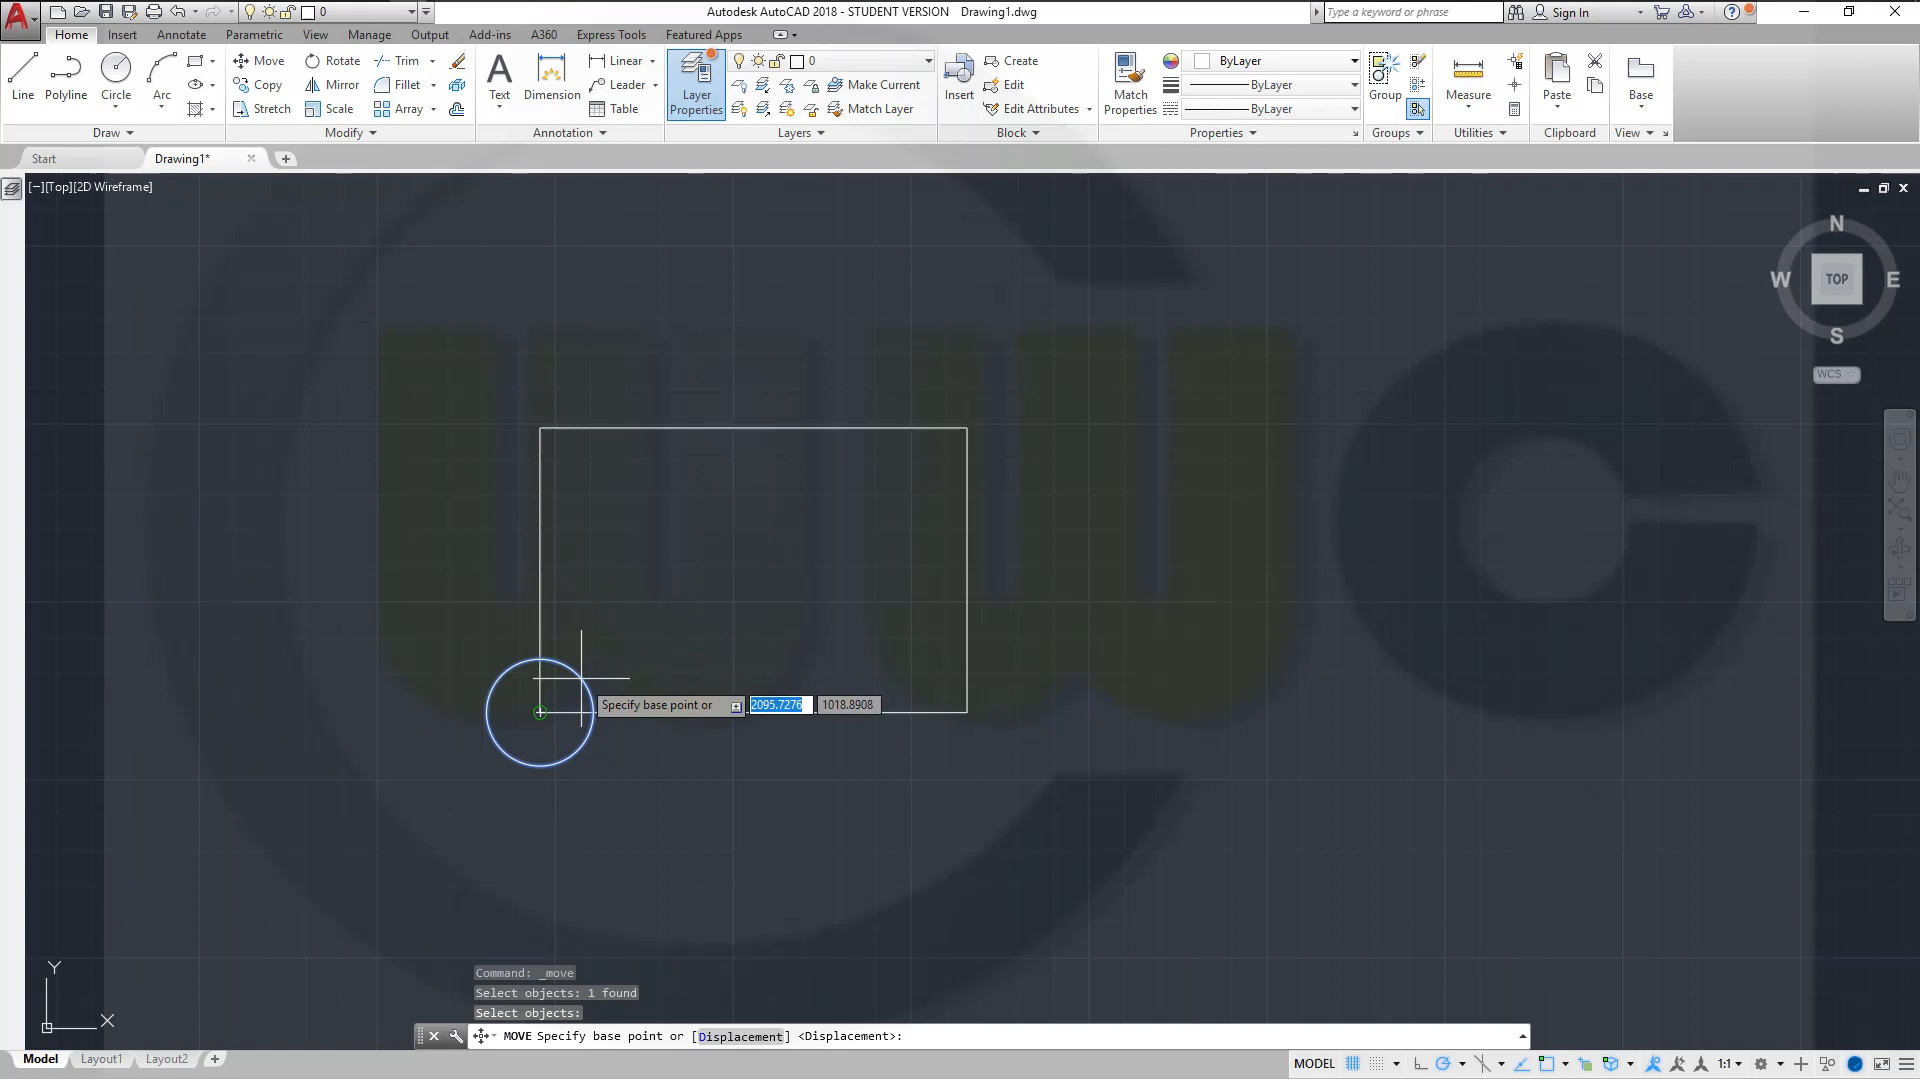 A 0 Autodesk AutoCAD 2018 - STUDENT VERSION Drawing1.dwg Type a keyword or phrase Sign In
Home Insert Annotate Parametric View Manage Output Add-ins A360 Express Tools Featured Apps
Line Polyline Circle Arc
Move Rotate Trim
Copy Mirror Fillet
Stretch Scale Array
Text Dimension
Linear
Leader
Table
Layer Properties
0
Make Current
Match Layer
Insert
Create
Edit
Edit Attributes
Match Properties
ByLayer
ByLayer
ByLayer
Group Measure Paste Base
Draw Modify Annotation Layers Block Properties Groups Utilities Clipboard View
Start Drawing1*
[−][Top][2D Wireframe]
N
W TOP E
S
WCS
Specify base point or 2095.7276 1018.8908
Y
X
Command: _move
Select objects: 1 found
Select objects:
MOVE Specify base point or [Displacement] <Displacement>:
Model Layout1 Layout2 + MODEL 1:1